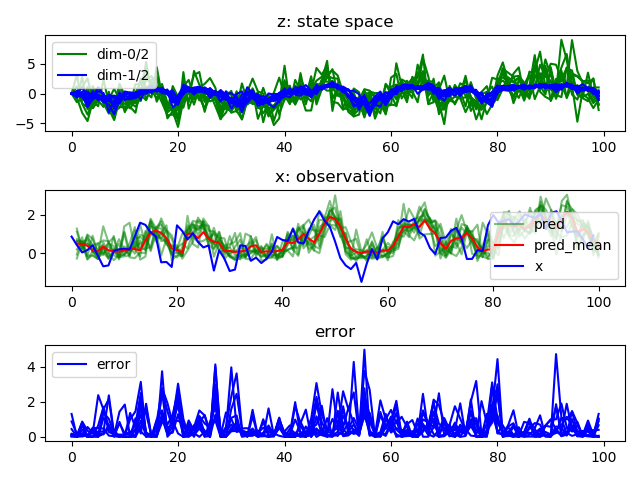 z: state space
5
0
−5
dim-0/2
dim-1/2
0 20 40 60 80 100
x: observation
2
0
pred
pred_mean
x
0 20 40 60 80 100
error
4
2
0
error
0 20 40 60 80 100